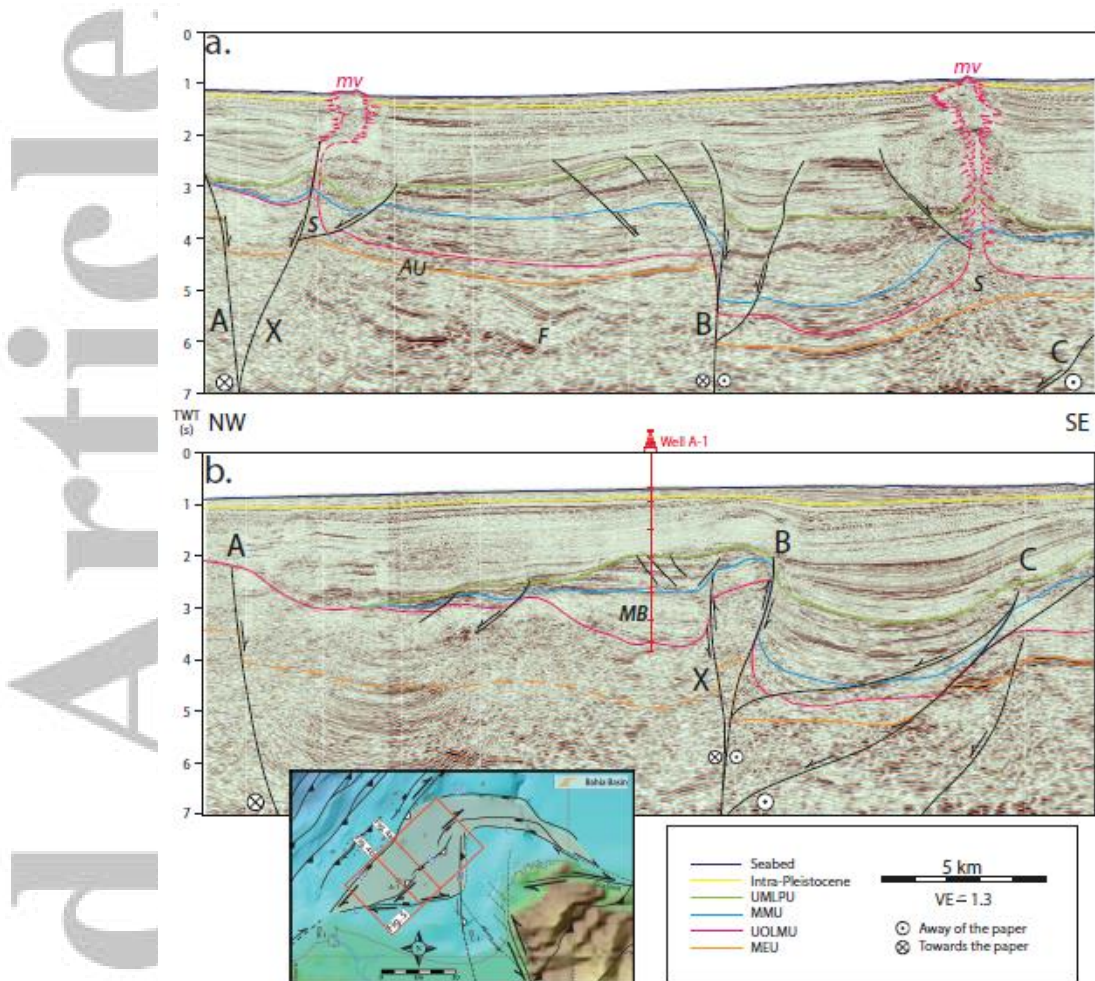 d Article
a.
mv
mv
0
1
2
3
4
5
6
7
S
AU
F
S
A
X
B
C
TWT
(s)
NW
SE
Well A-1
b.
0
1
2
3
4
5
6
7
A
B
C
MB
X
Bahia Basin
Fig. 5
Seabed
Intra-Pleistocene
UMLPU
MMU
UOLMU
MEU
5 km
VE = 1.3
Away of the paper
Towards the paper